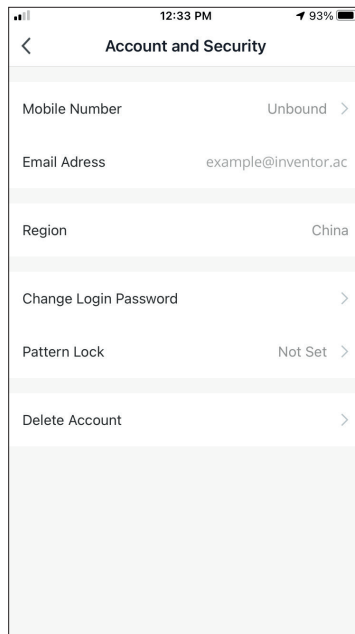 12:33 PM 93%
Account and Security
Mobile Number Unbound
Email Adress example@inventor.ac
Region China
Change Login Password
Pattern Lock Not Set
Delete Account